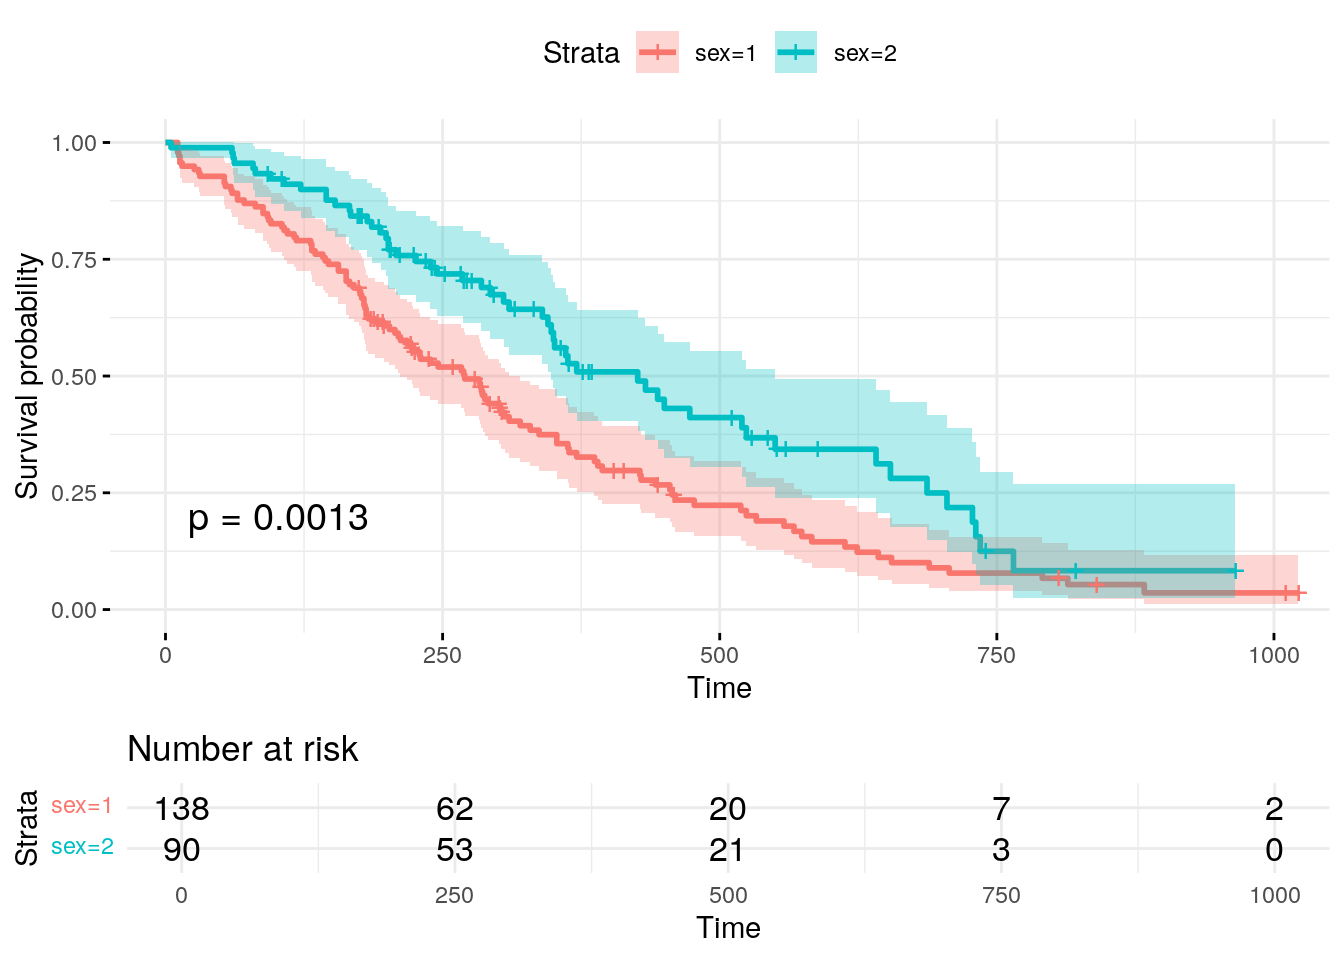 Strata sex=1 sex=2
1.00
0.75
0.50
0.25
0.00
Survival probability
p = 0.0013
0 250 500 750 1000
Time
Number at risk
Strata
sex=1 138 62 20 7 2
sex=2 90 53 21 3 0
0 250 500 750 1000
Time